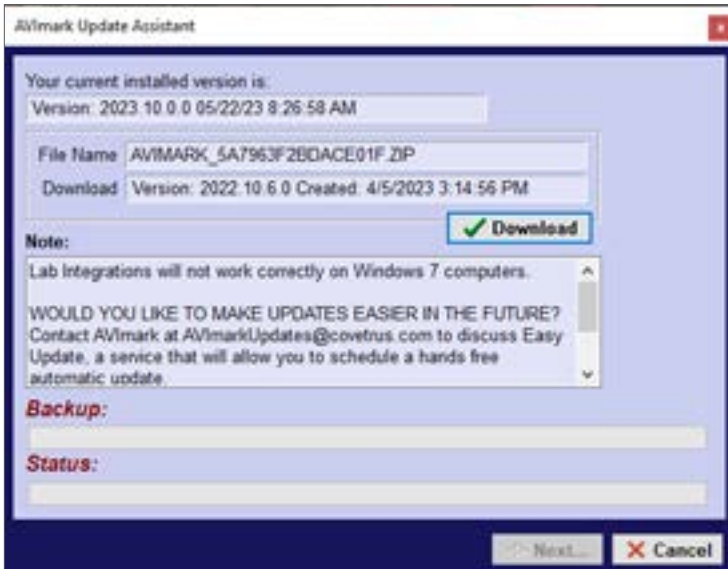 AVImark Update Assistant
x
Your current installed version is:
Version: 2023.10.0.0 05/22/23 8:26:58 AM
File Name AVIMARK_5A7963F2BDACE01F.ZIP
Download Version: 2022.10.6.0 Created: 4/5/2023 3:14:56 PM
Download
Note:
Lab Integrations will not work correctly on Windows 7 computers.
WOULD YOU LIKE TO MAKE UPDATES EASIER IN THE FUTURE?
Contact AVImark at AVImarkUpdates@covetrus.com to discuss Easy
Update, a service that will allow you to schedule a hands free
automatic update.
Backup:
Status:
Next...
Cancel